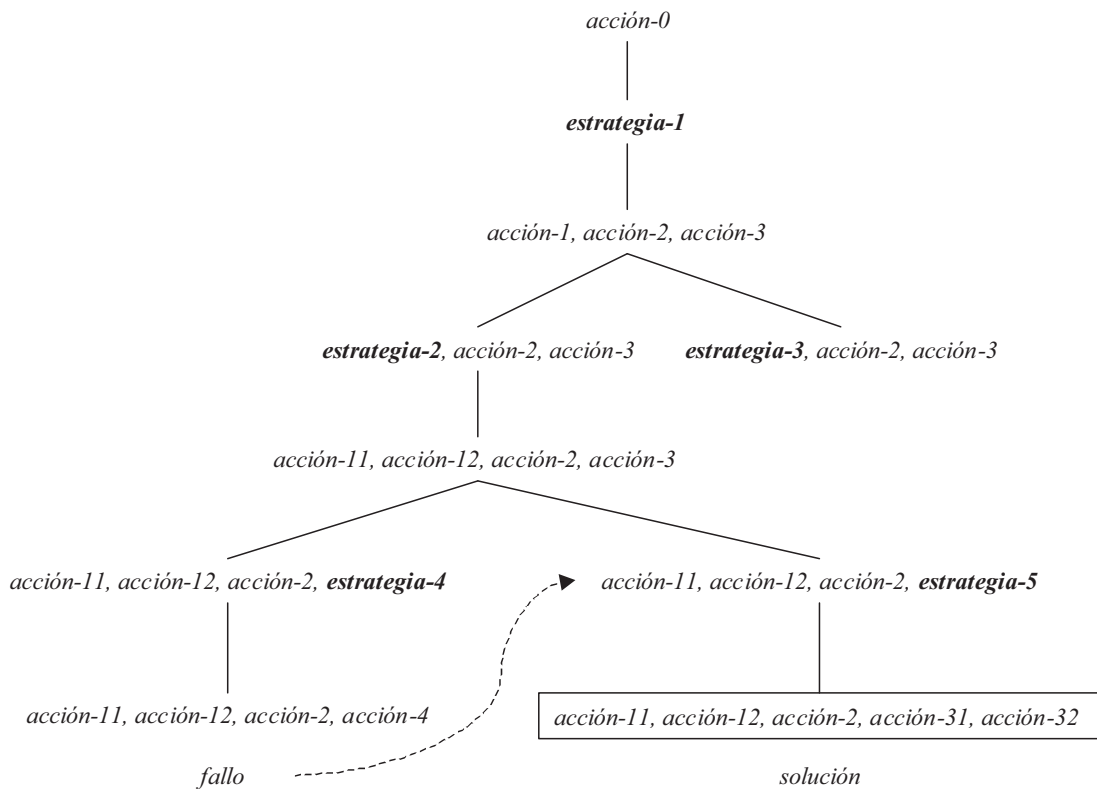 acción-0
estrategia-1
acción-1, acción-2, acción-3
estrategia-2, acción-2, acción-3
estrategia-3, acción-2, acción-3
acción-11, acción-12, acción-2, acción-3
acción-11, acción-12, acción-2, estrategia-4
acción-11, acción-12, acción-2, estrategia-5
acción-11, acción-12, acción-2, acción-4
acción-11, acción-12, acción-2, acción-31, acción-32
fallo
solución